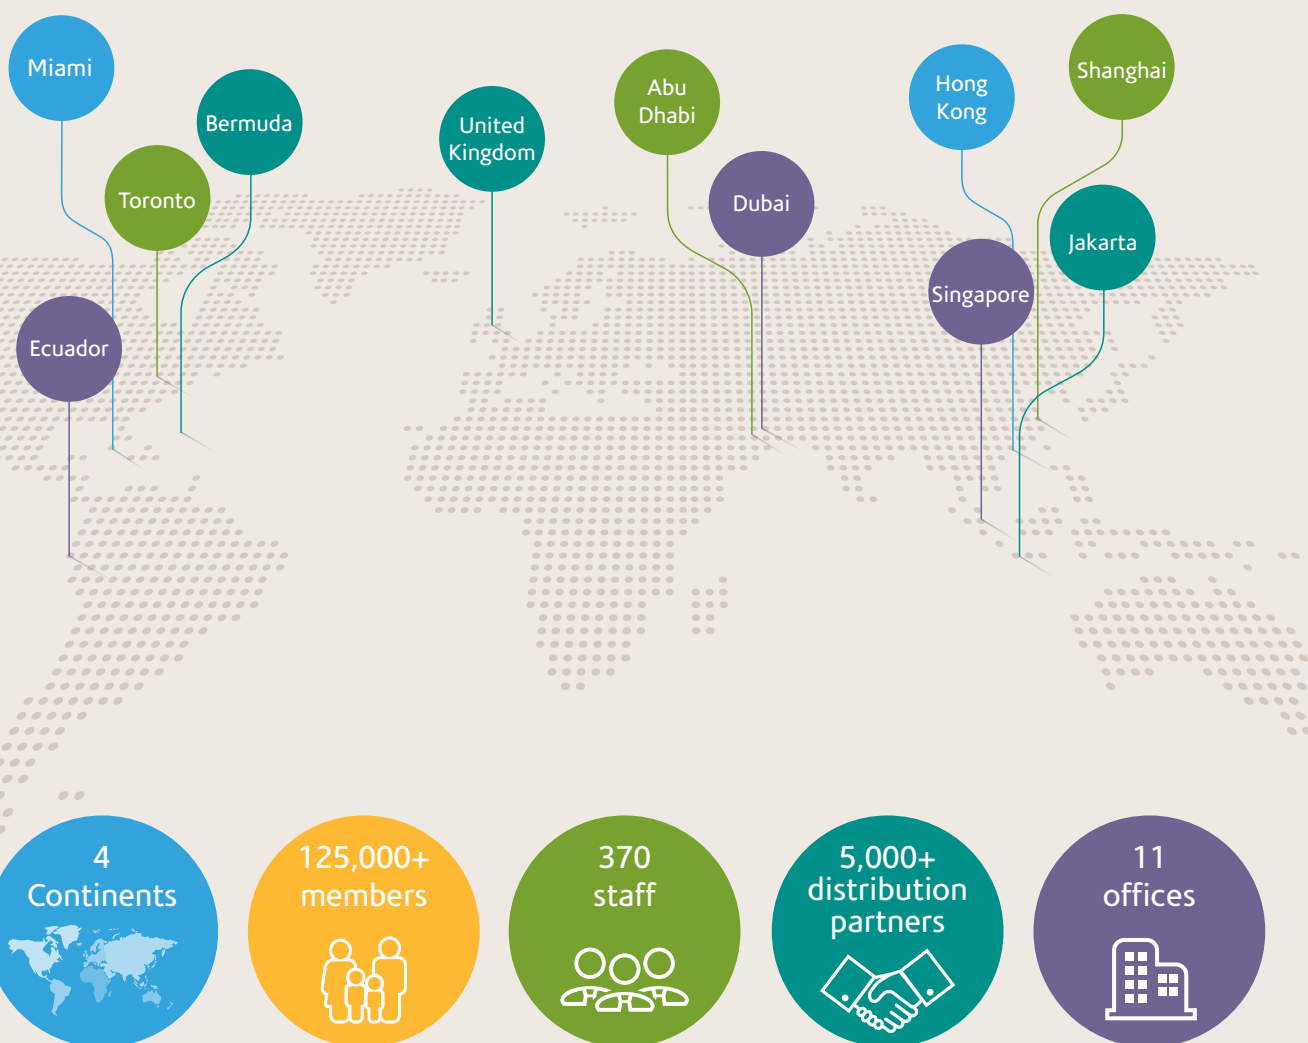 Miami
Toronto
Bermuda
Ecuador
United
Kingdom
Abu
Dhabi
Dubai
Hong
Kong
Shanghai
Singapore
Jakarta
4
Continents
125,000+
members
370
staff
5,000+
distribution
partners
11
offices